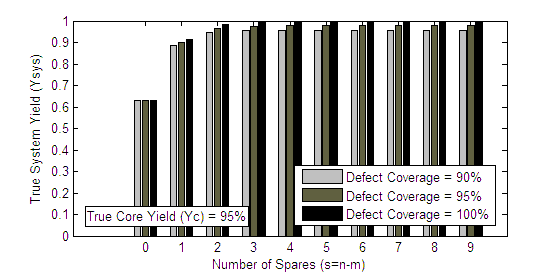 True System Yield (Ysys)
1
0.9
0.8
0.7
0.6
0.5
0.4
0.3
0.2
0.1
0
True Core Yield (Yc) = 95%
Defect Coverage = 90%
Defect Coverage = 95%
Defect Coverage = 100%
0 1 2 3 4 5 6 7 8 9
Number of Spares (s=n-m)